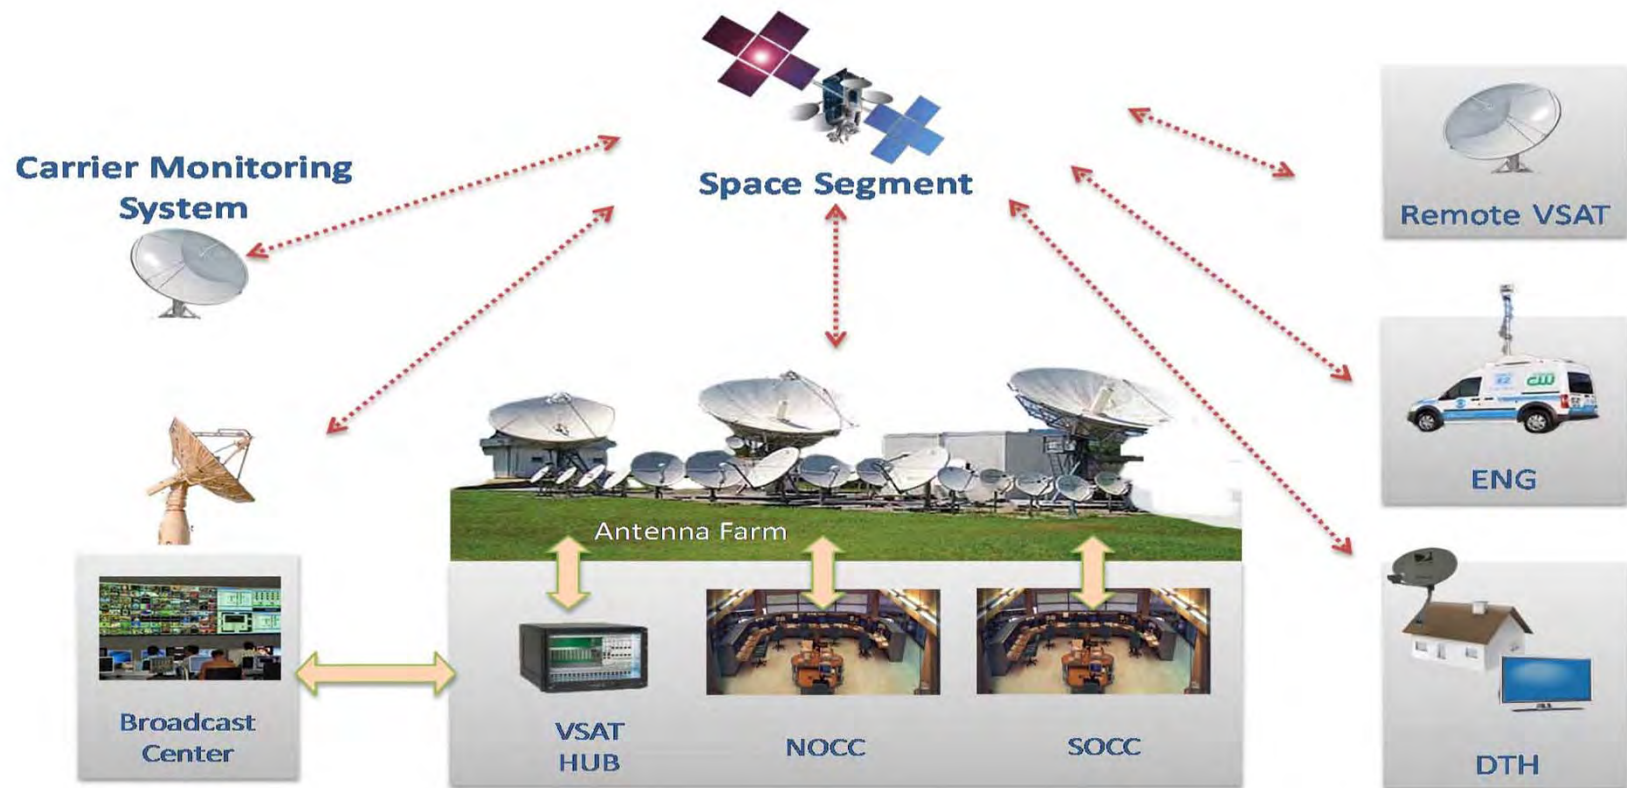 Space Segment
Carrier Monitoring
System
Remote VSAT
ENG
Antenna Farm
Broadcast
Center
VSAT
HUB
NOCC
SOCC
DTH